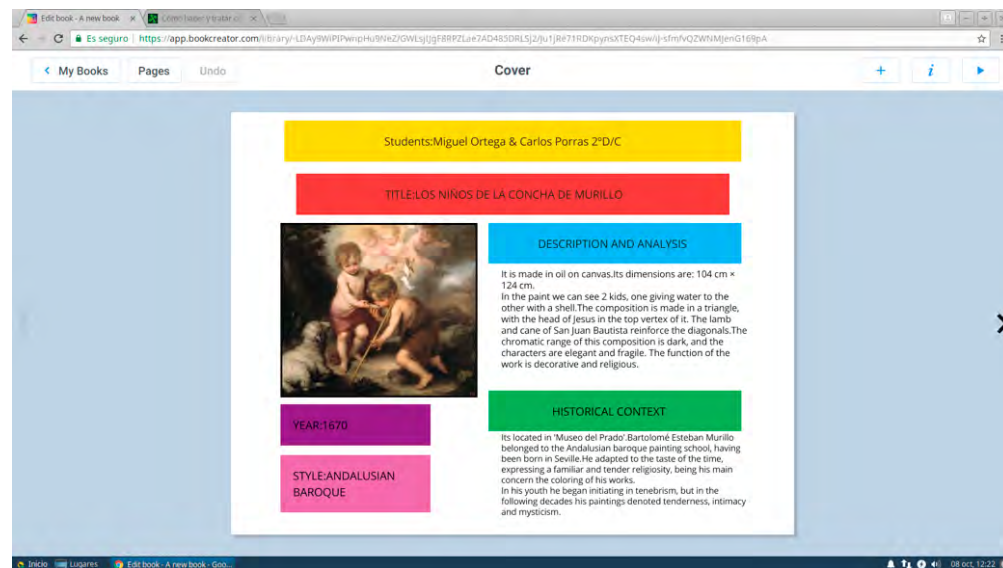 Edit book - A new book
Cómo hacer y tratar
Es seguro
https://app.bookcreator.com/library/
My Books
Pages
Undo
Cover
Students:Miguel Ortega & Carlos Porras 2ºD/C
TITLE:LOS NIÑOS DE LA CONCHA DE MURILLO
DESCRIPTION AND ANALYSIS
It is made in oil on canvas.Its dimensions are: 104 cm ×
124 cm.
In the paint we can see 2 kids, one giving water to the
other with a shell.The composition is made in a triangle,
with the head of Jesus in the top vertex of it. The lamb
and cane of San Juan Bautista reinforce the diagonals.The
chromatic range of this composition is dark, and the
characters are elegant and fragile. The function of the
work is decorative and religious.
YEAR:1670
STYLE:ANDALUSIAN
BAROQUE
HISTORICAL CONTEXT
Its located in 'Museo del Prado'.Bartolomé Esteban Murillo
belonged to the Andalusian baroque painting school, having
been born in Seville.He adapted to the taste of the time,
expressing a familiar and tender religiosity, being his main
concern the coloring of his works.
In his youth he began initiating in tenebrism, but in the
following decades his paintings denoted tenderness, intimacy
and mysticism.
Inicio
Lugares
Edit book - A new book - Goo...
08 oct, 12:22